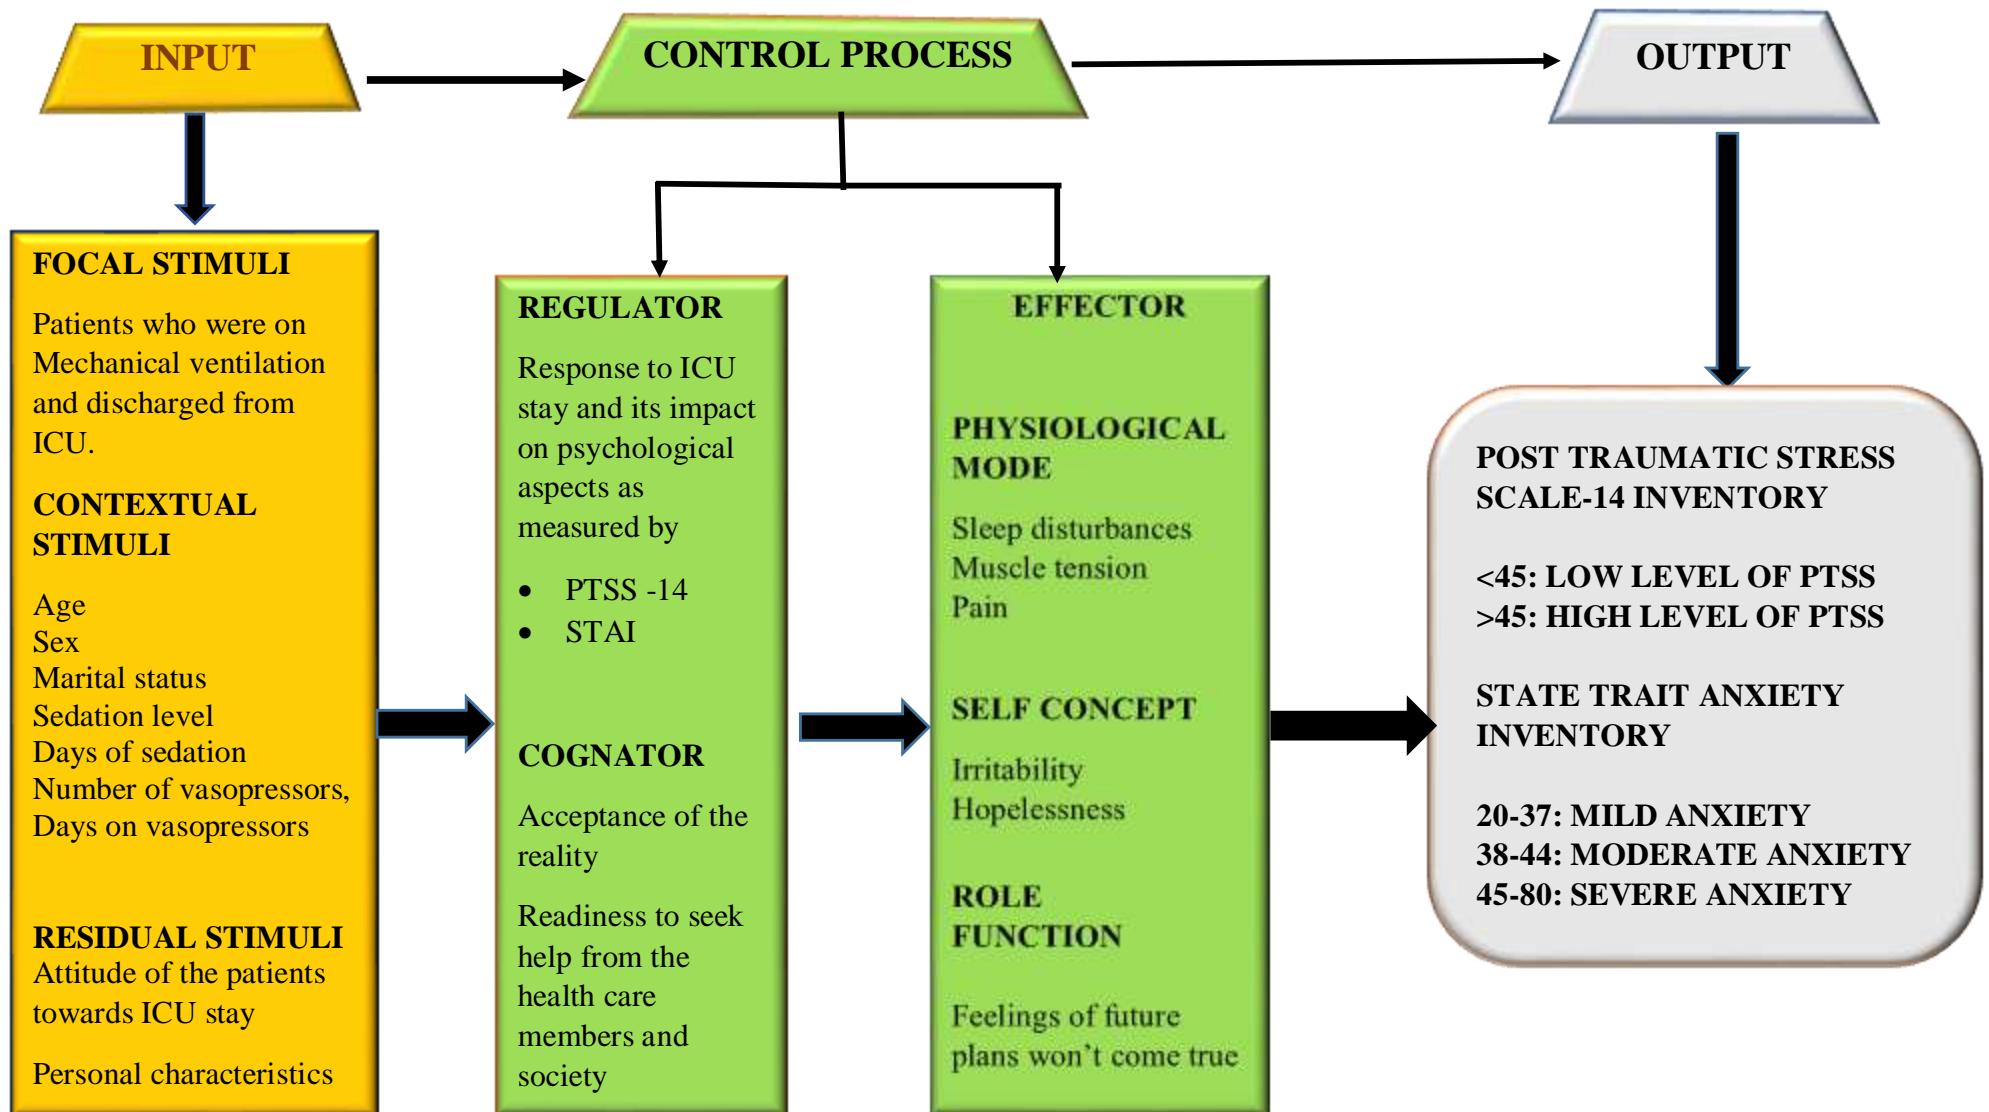 INPUT
CONTROL PROCESS
OUTPUT
FOCAL STIMULI
Patients who were on
Mechanical ventilation
and discharged from
ICU.
CONTEXTUAL
STIMULI
Age
Sex
Marital status
Sedation level
Days of sedation
Number of vasopressors,
Days on vasopressors
RESIDUAL STIMULI
Attitude of the patients
towards ICU stay
Personal characteristics
REGULATOR
Response to ICU
stay and its impact
on psychological
aspects as
measured by
• PTSS -14
• STAI
COGNATOR
Acceptance of the
reality
Readiness to seek
help from the
health care
members and
society
EFFECTOR
PHYSIOLOGICAL
MODE
Sleep disturbances
Muscle tension
Pain
SELF CONCEPT
Irritability
Hopelessness
ROLE
FUNCTION
Feelings of future
plans won't come true
POST TRAUMATIC STRESS
SCALE-14 INVENTORY
<45: LOW LEVEL OF PTSS
>45: HIGH LEVEL OF PTSS
STATE TRAIT ANXIETY
INVENTORY
20-37: MILD ANXIETY
38-44: MODERATE ANXIETY
45-80: SEVERE ANXIETY